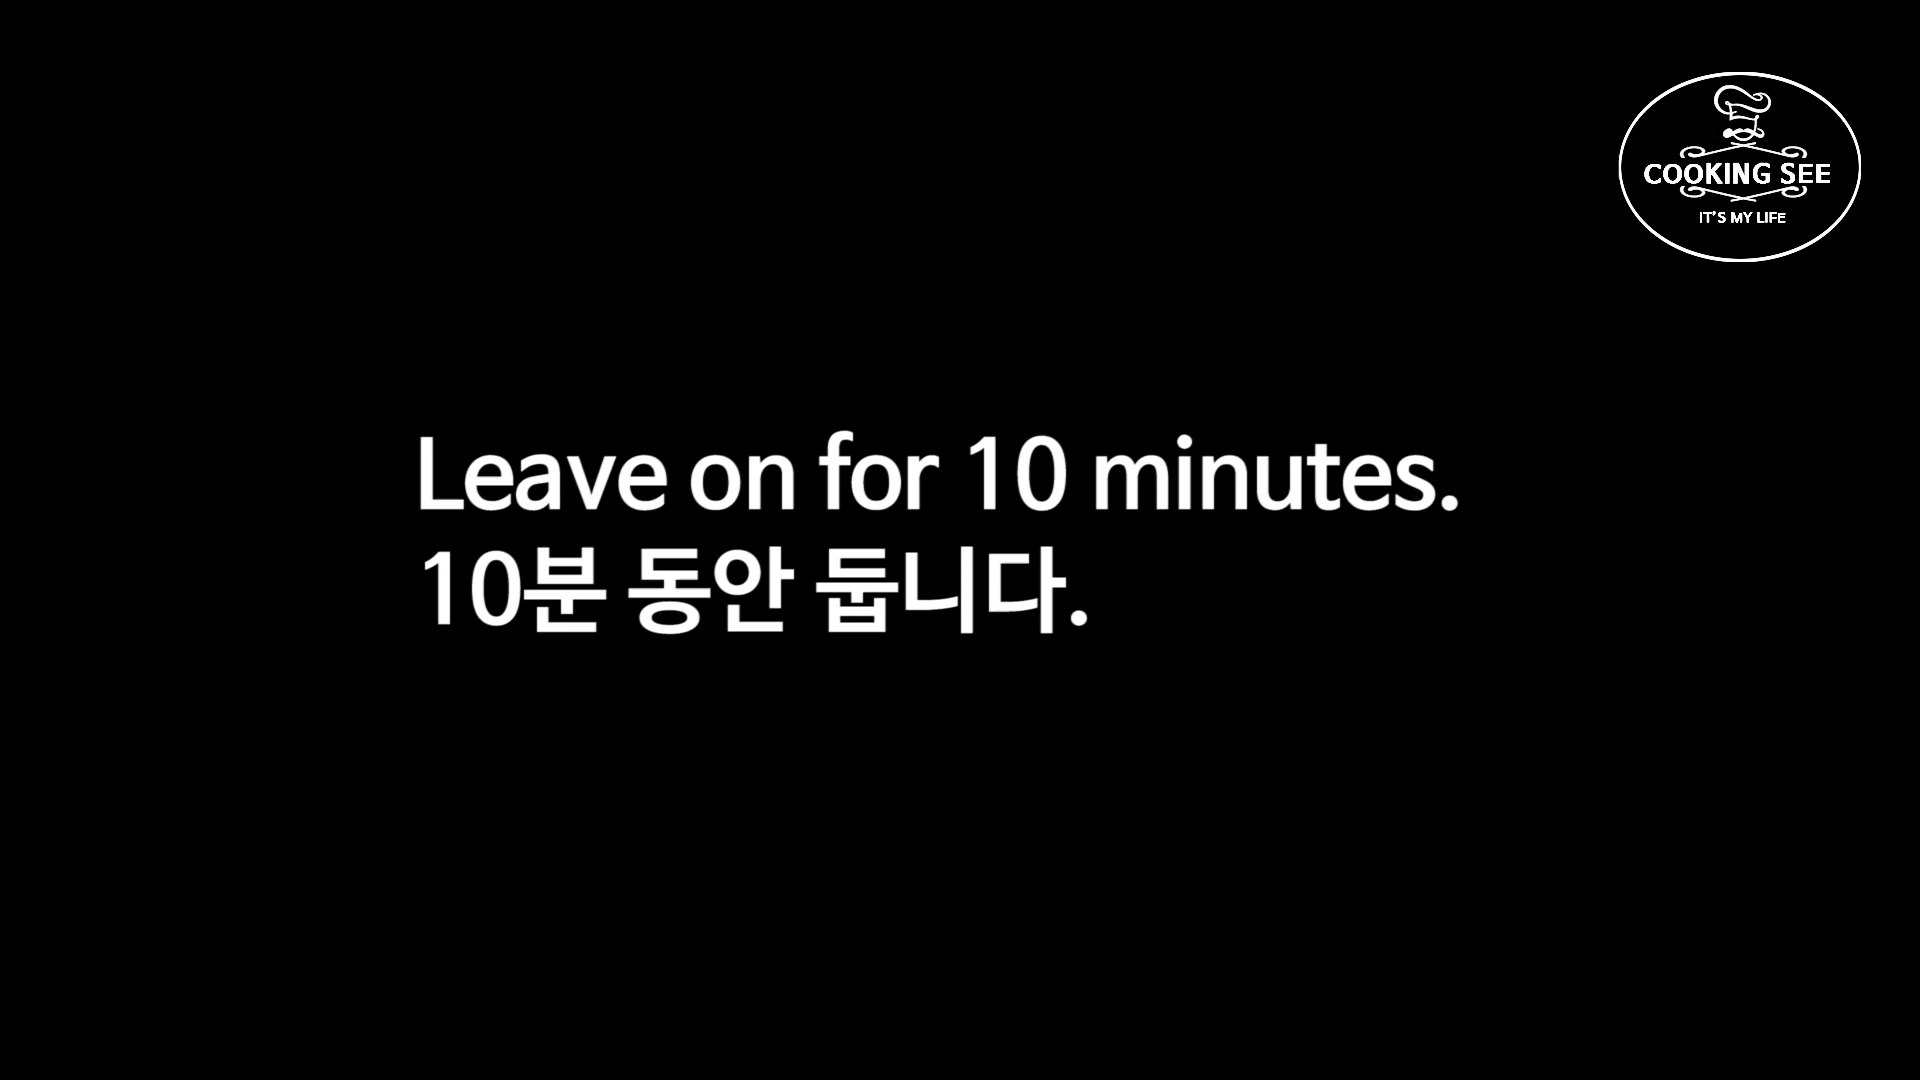 COOKING SEE
IT'S MY LIFE
Leave on for 10 minutes.
10분 동안 둡니다.